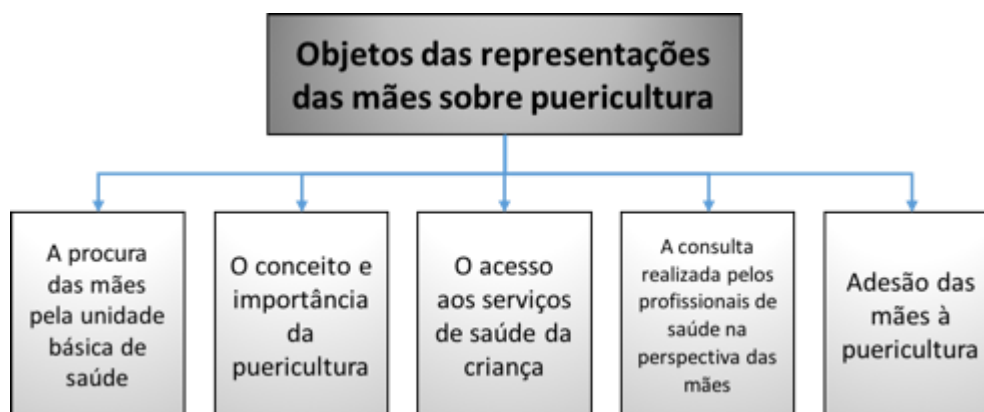 Objetos das representações
das mães sobre puericultura
A procura
das mães
pela unidade
básica de
saúde
O conceito e
importância
da
puericultura
O acesso
aos serviços
de saúde da
criança
A consulta
realizada pelos
profissionais de
saúde na
perspectiva das
mães
Adesão das
mães à
puericultura